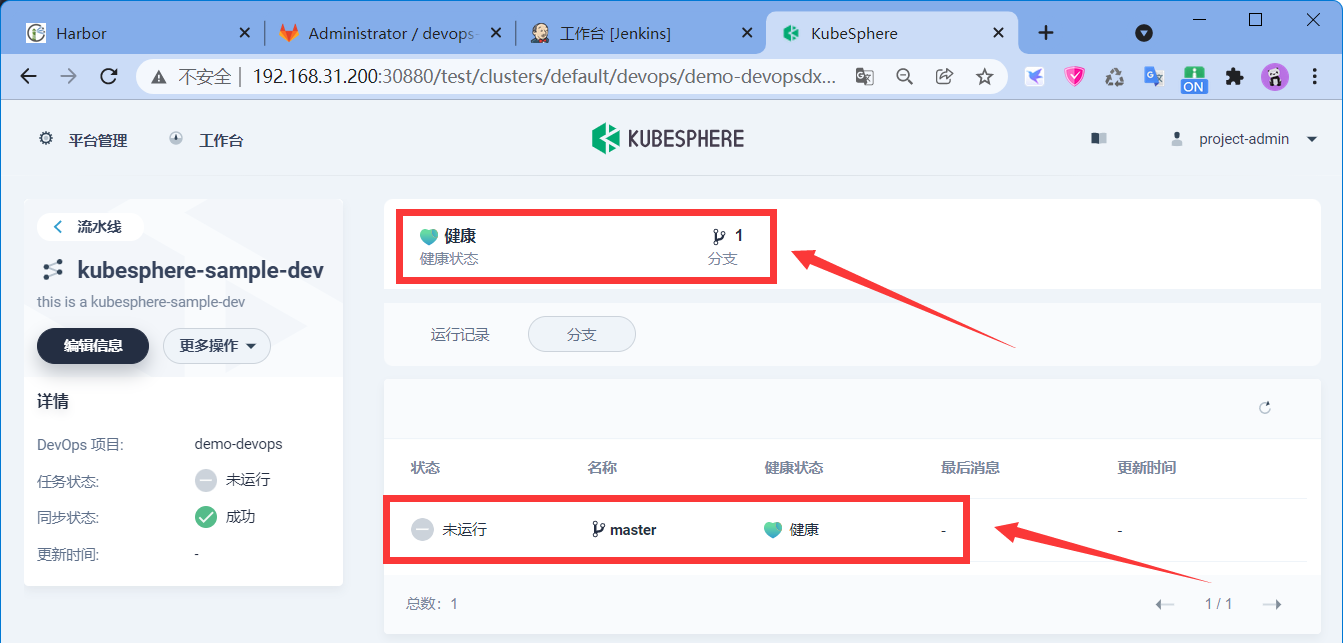 Harbor
Administrator / devops-
工作台 [Jenkins]
KubeSphere
不安全
192.168.31.200:30880/test/clusters/default/devops/demo-devopsdx...
ON
平台管理
工作台
KUBESPHERE
project-admin
流水线
kubesphere-sample-dev
this is a kubesphere-sample-dev
编辑信息
更多操作
详情
DevOps 项目: demo-devops
任务状态: 未运行
同步状态: 成功
更新时间: -
健康
健康状态
1
分支
运行记录
分支
状态 名称 健康状态 最后消息 更新时间
未运行 master 健康 - -
总数: 1
1 / 1